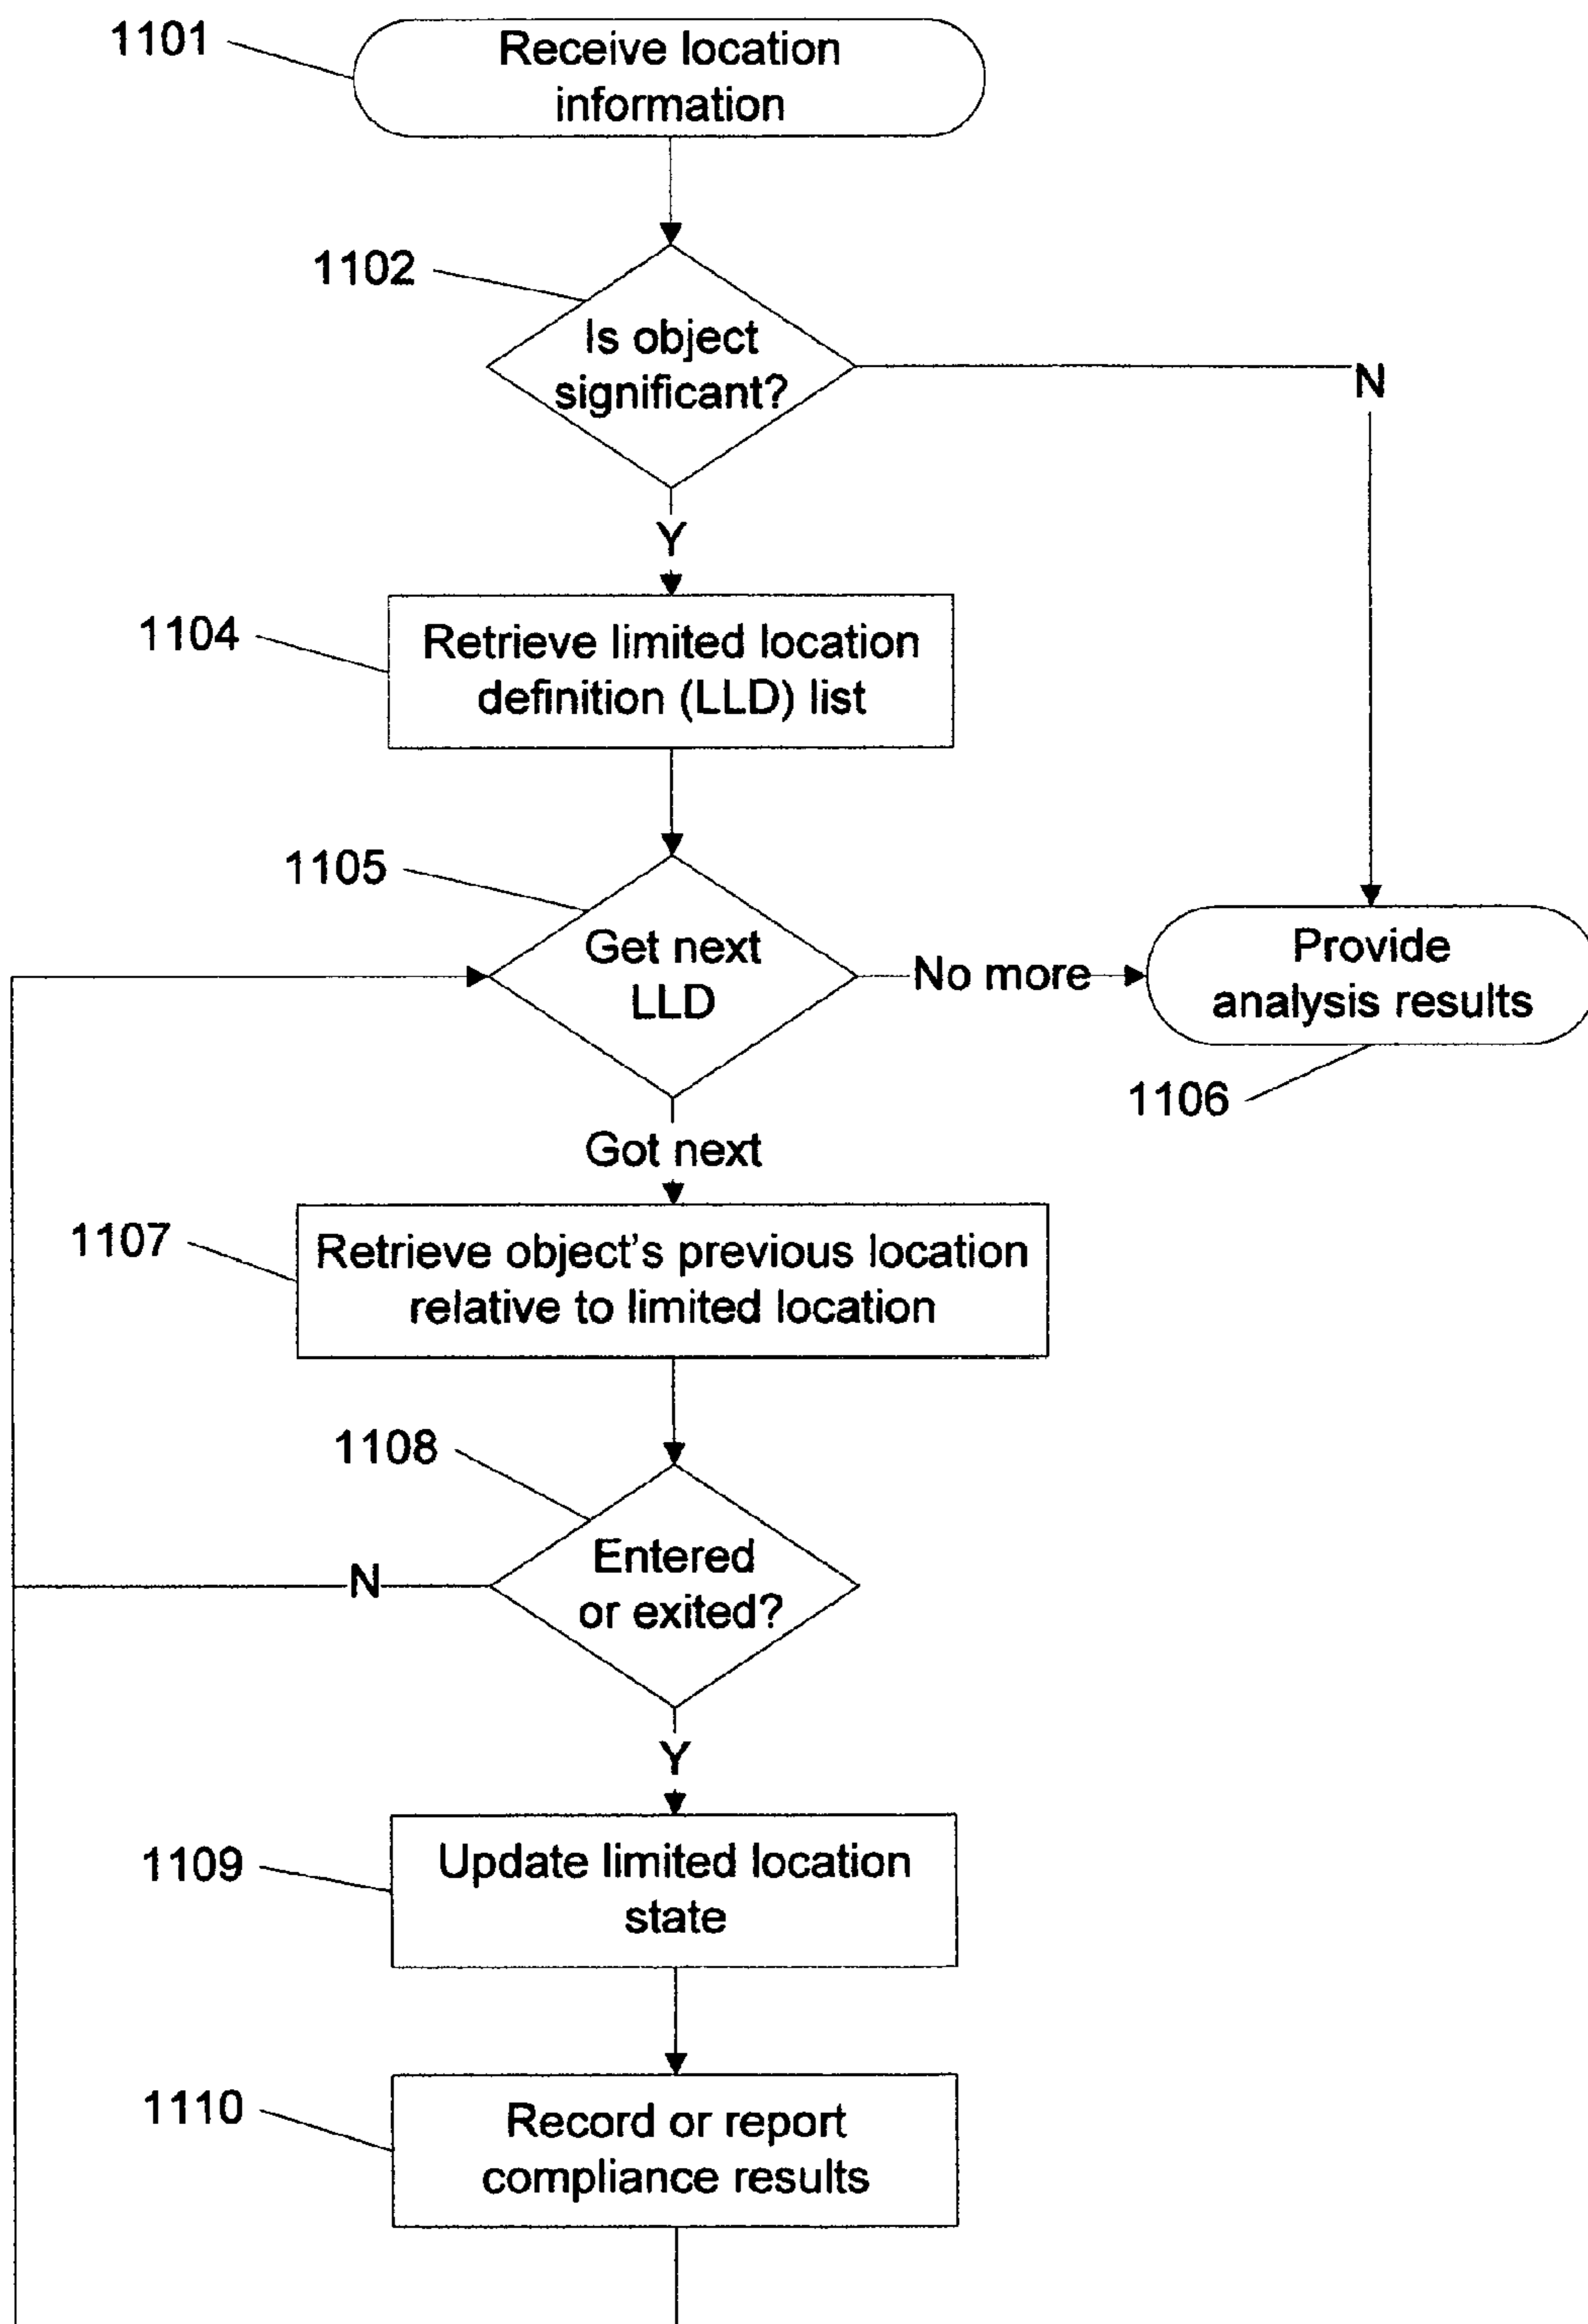 1101
Receive location
information
1102
Is object
significant?
N
Y
1104
Retrieve limited location
definition (LLD) list
1105
Get next
LLD
No more
Provide
analysis results
1106
Got next
1107
Retrieve object's previous location
relative to limited location
1108
Entered
or exited?
N
Y
1109
Update limited location
state
1110
Record or report
compliance results